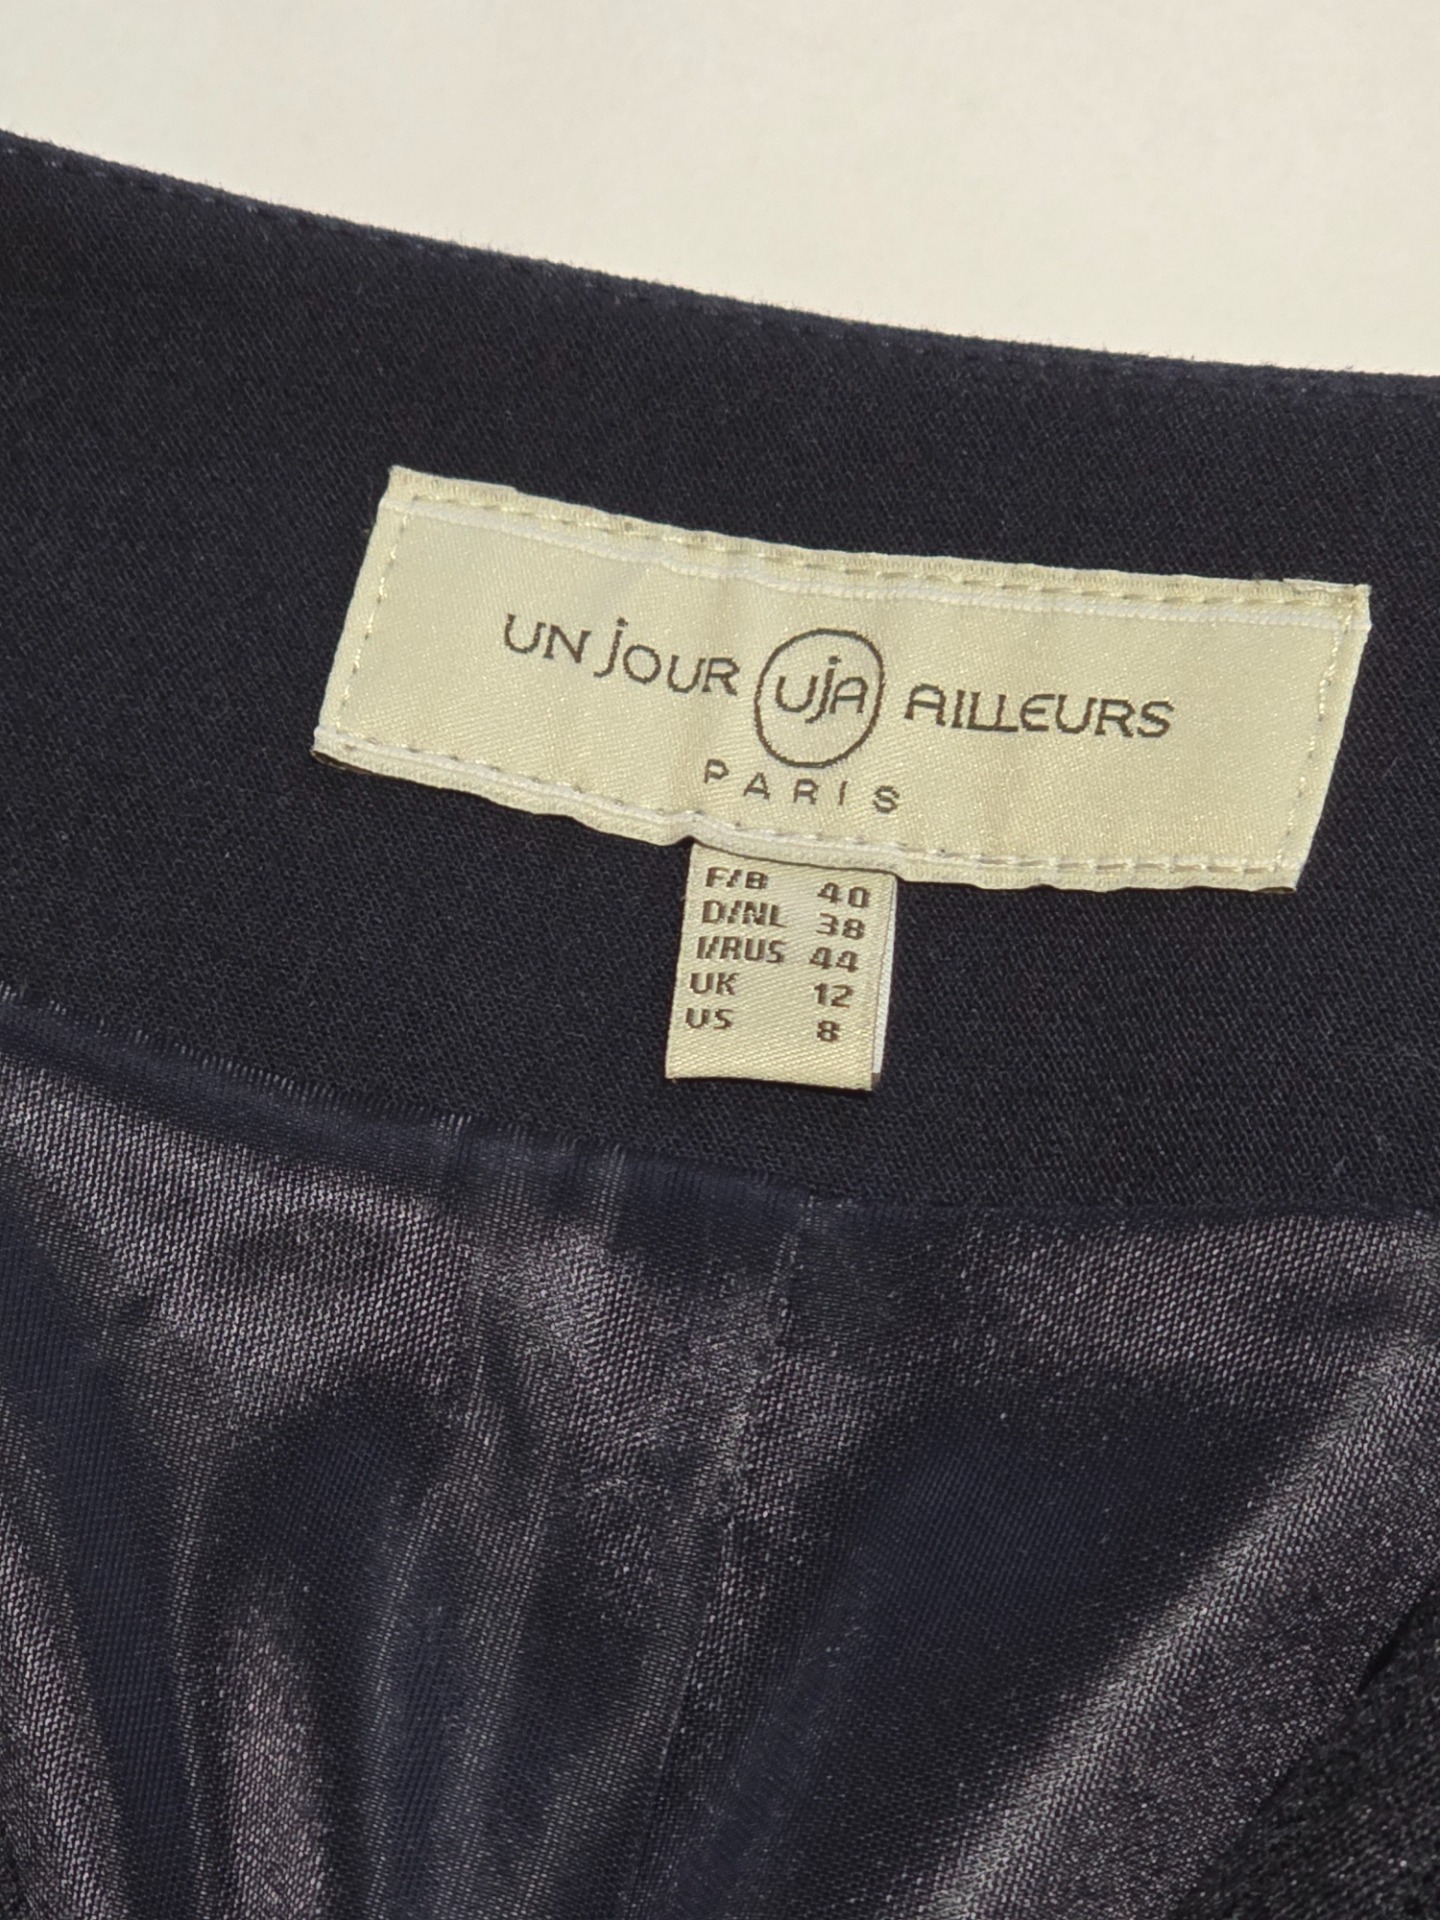 UN JOUR UJA AILLEURS
PARIS
F/B 40
D/NL 38
I/RUS 44
UK 12
US 8